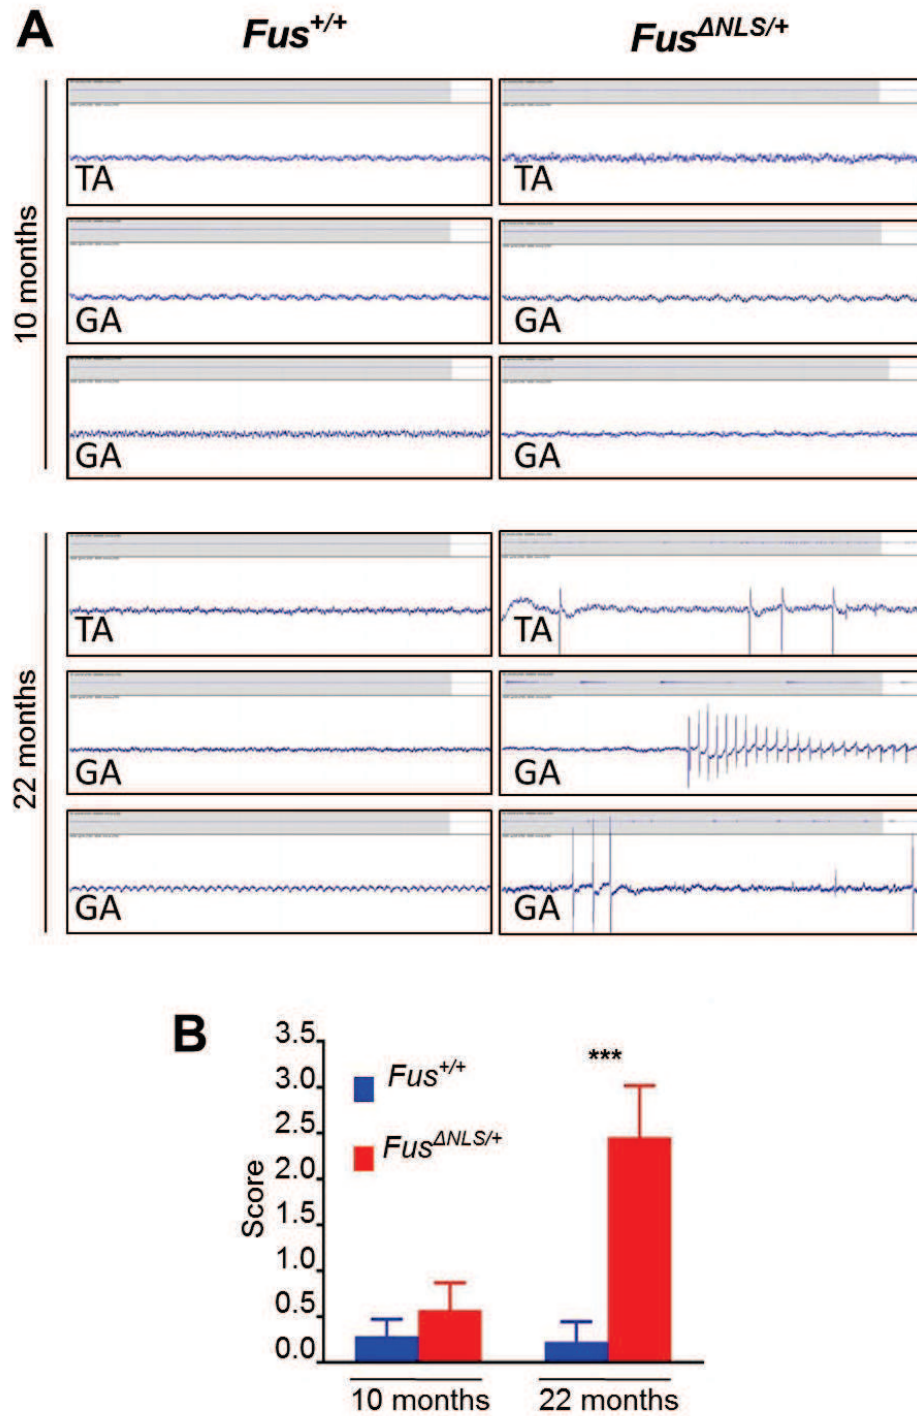 A
Fus+/+ FusΔNLS/+
10 months
TA TA
GA GA
GA GA
22 months
TA TA
GA GA
GA GA
B
3.5
3.0
2.5
2.0
1.5
1.0
0.5
0.0
Score
Fus+/+
FusΔNLS/+
***
10 months 22 months